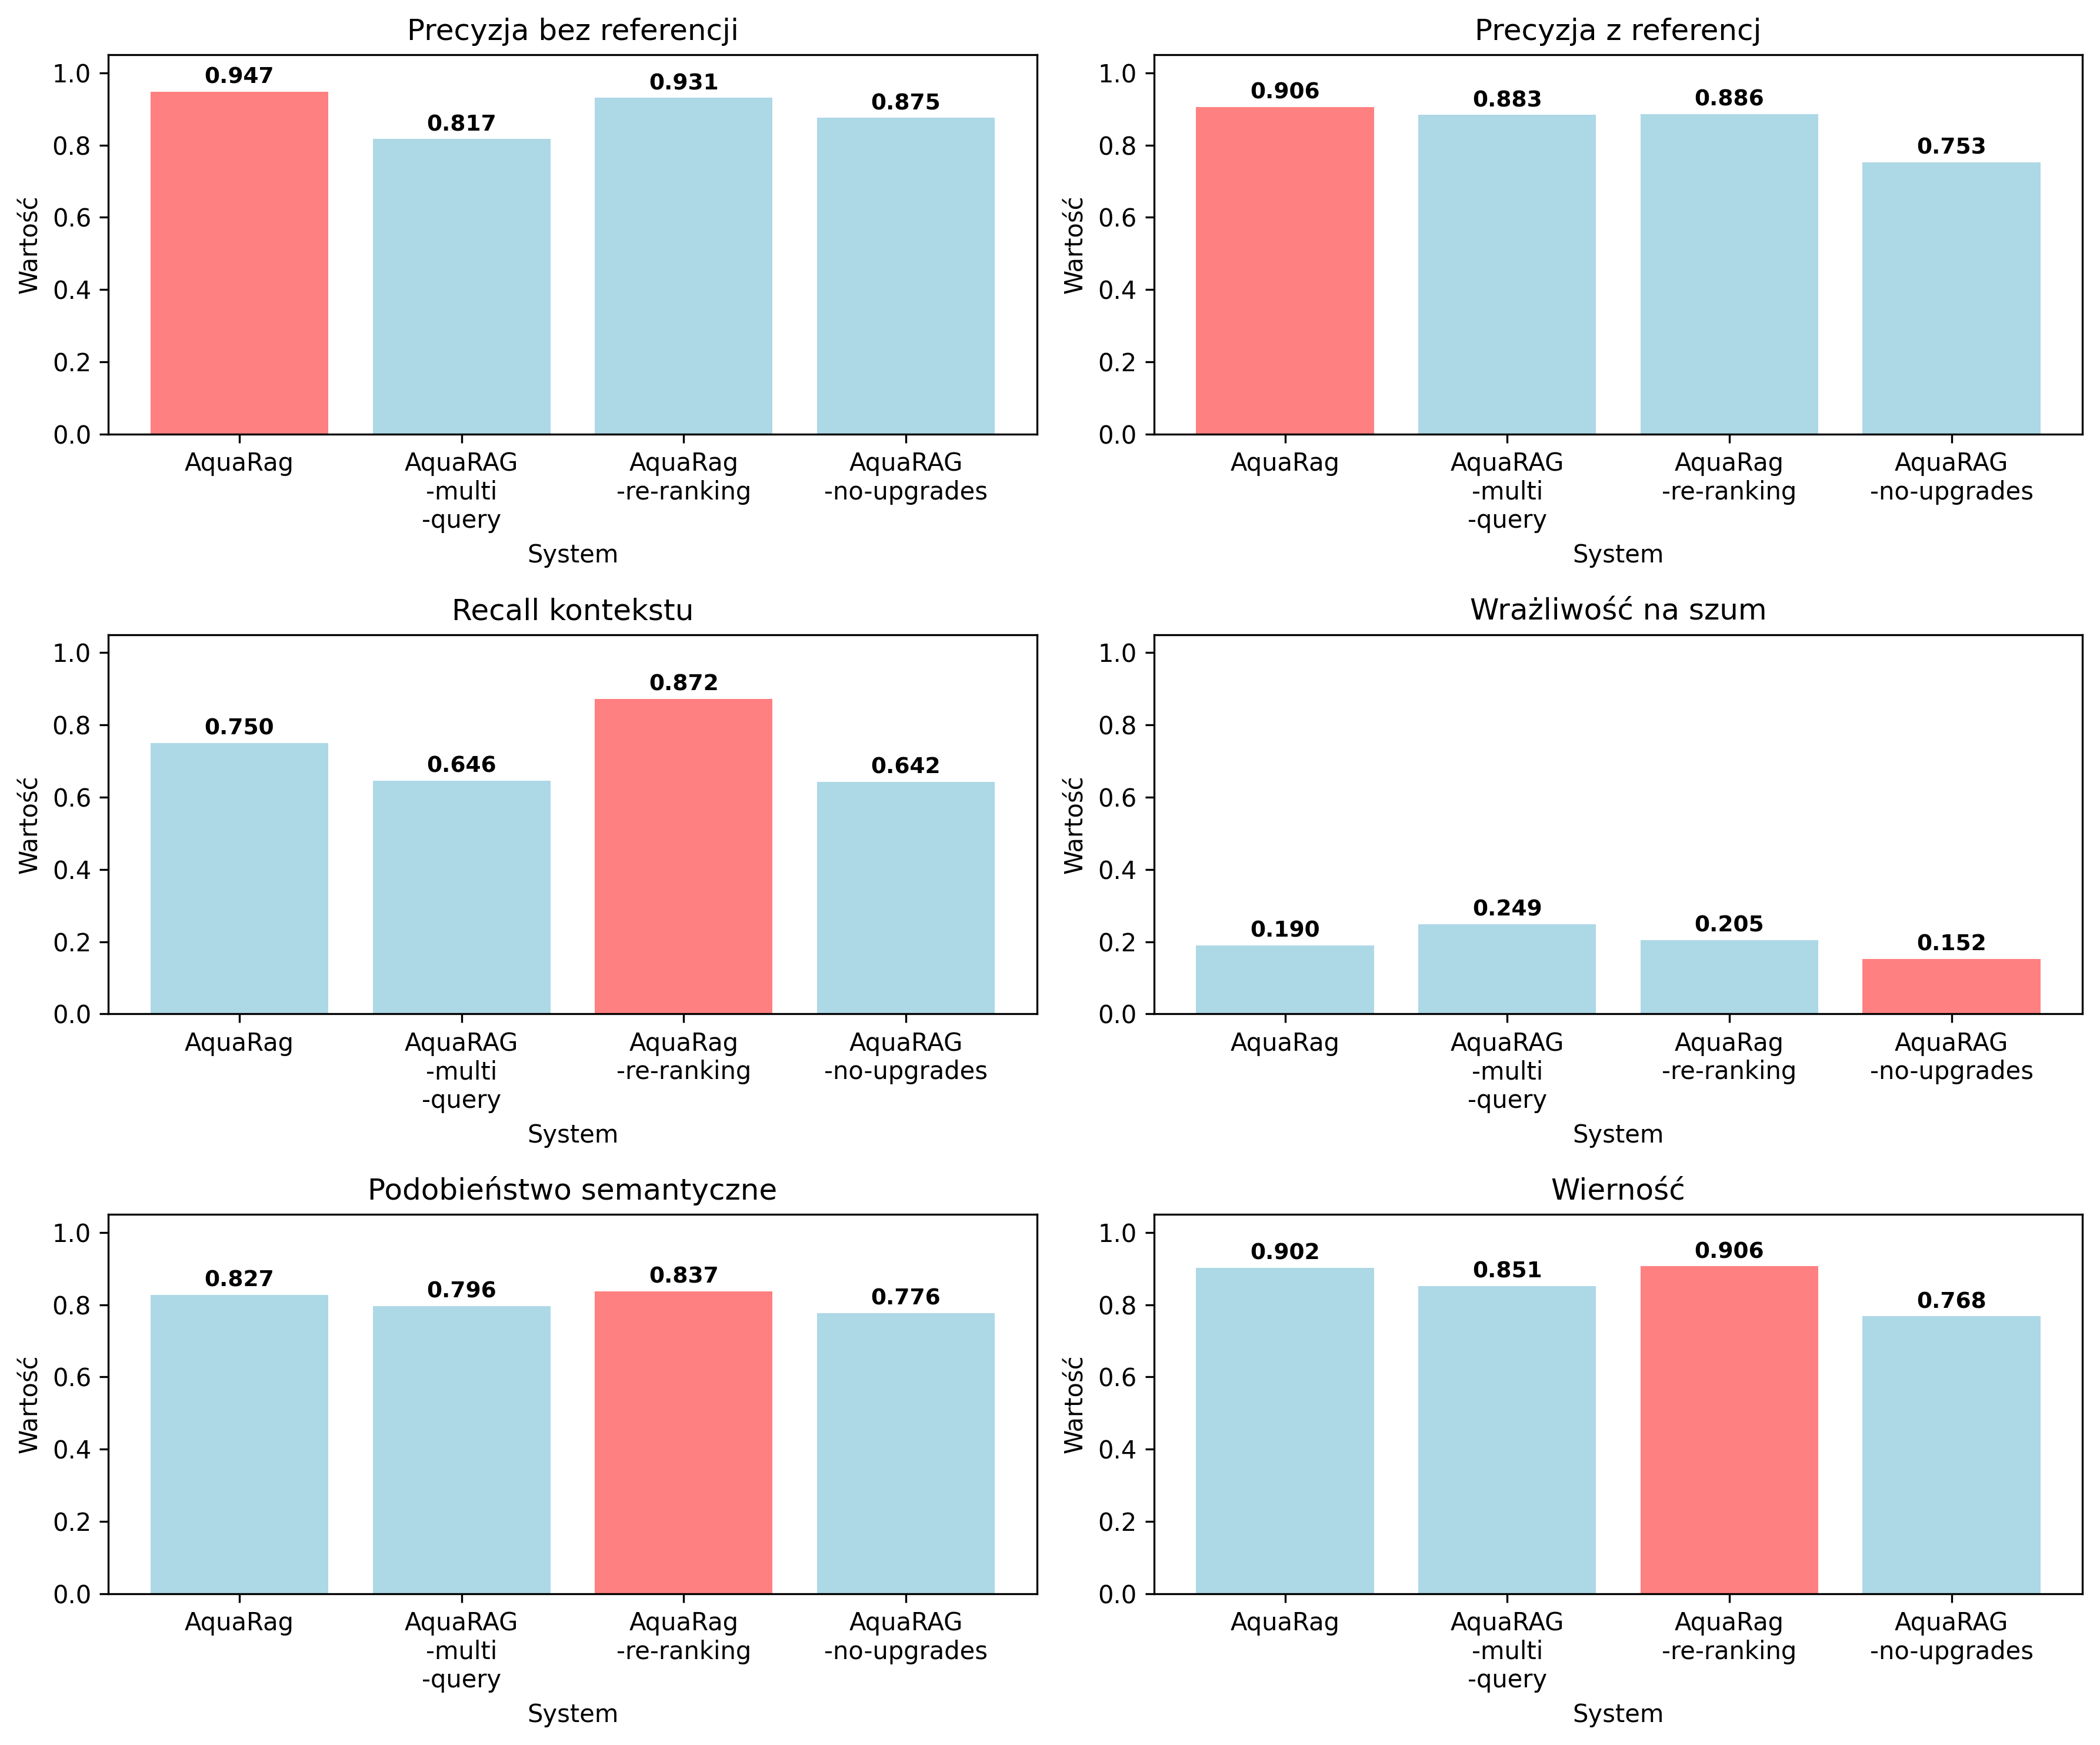 Precyzja bez referencji
Wartość
1.0
0.8
0.6
0.4
0.2
0.0
0.947
0.817
0.931
0.875
AquaRag
AquaRAG
-multi
-query
AquaRag
-re-ranking
AquaRAG
-no-upgrades
System
Precyzja z referencj
Wartość
1.0
0.8
0.6
0.4
0.2
0.0
0.906
0.883
0.886
0.753
AquaRag
AquaRAG
-multi
-query
AquaRag
-re-ranking
AquaRAG
-no-upgrades
System
Recall kontekstu
Wartość
1.0
0.8
0.6
0.4
0.2
0.0
0.750
0.646
0.872
0.642
AquaRag
AquaRAG
-multi
-query
AquaRag
-re-ranking
AquaRAG
-no-upgrades
System
Wrażliwość na szum
Wartość
1.0
0.8
0.6
0.4
0.2
0.0
0.190
0.249
0.205
0.152
AquaRag
AquaRAG
-multi
-query
AquaRag
-re-ranking
AquaRAG
-no-upgrades
System
Podobieństwo semantyczne
Wartość
1.0
0.8
0.6
0.4
0.2
0.0
0.827
0.796
0.837
0.776
AquaRag
AquaRAG
-multi
-query
AquaRag
-re-ranking
AquaRAG
-no-upgrades
System
Wierność
Wartość
1.0
0.8
0.6
0.4
0.2
0.0
0.902
0.851
0.906
0.768
AquaRag
AquaRAG
-multi
-query
AquaRag
-re-ranking
AquaRAG
-no-upgrades
System